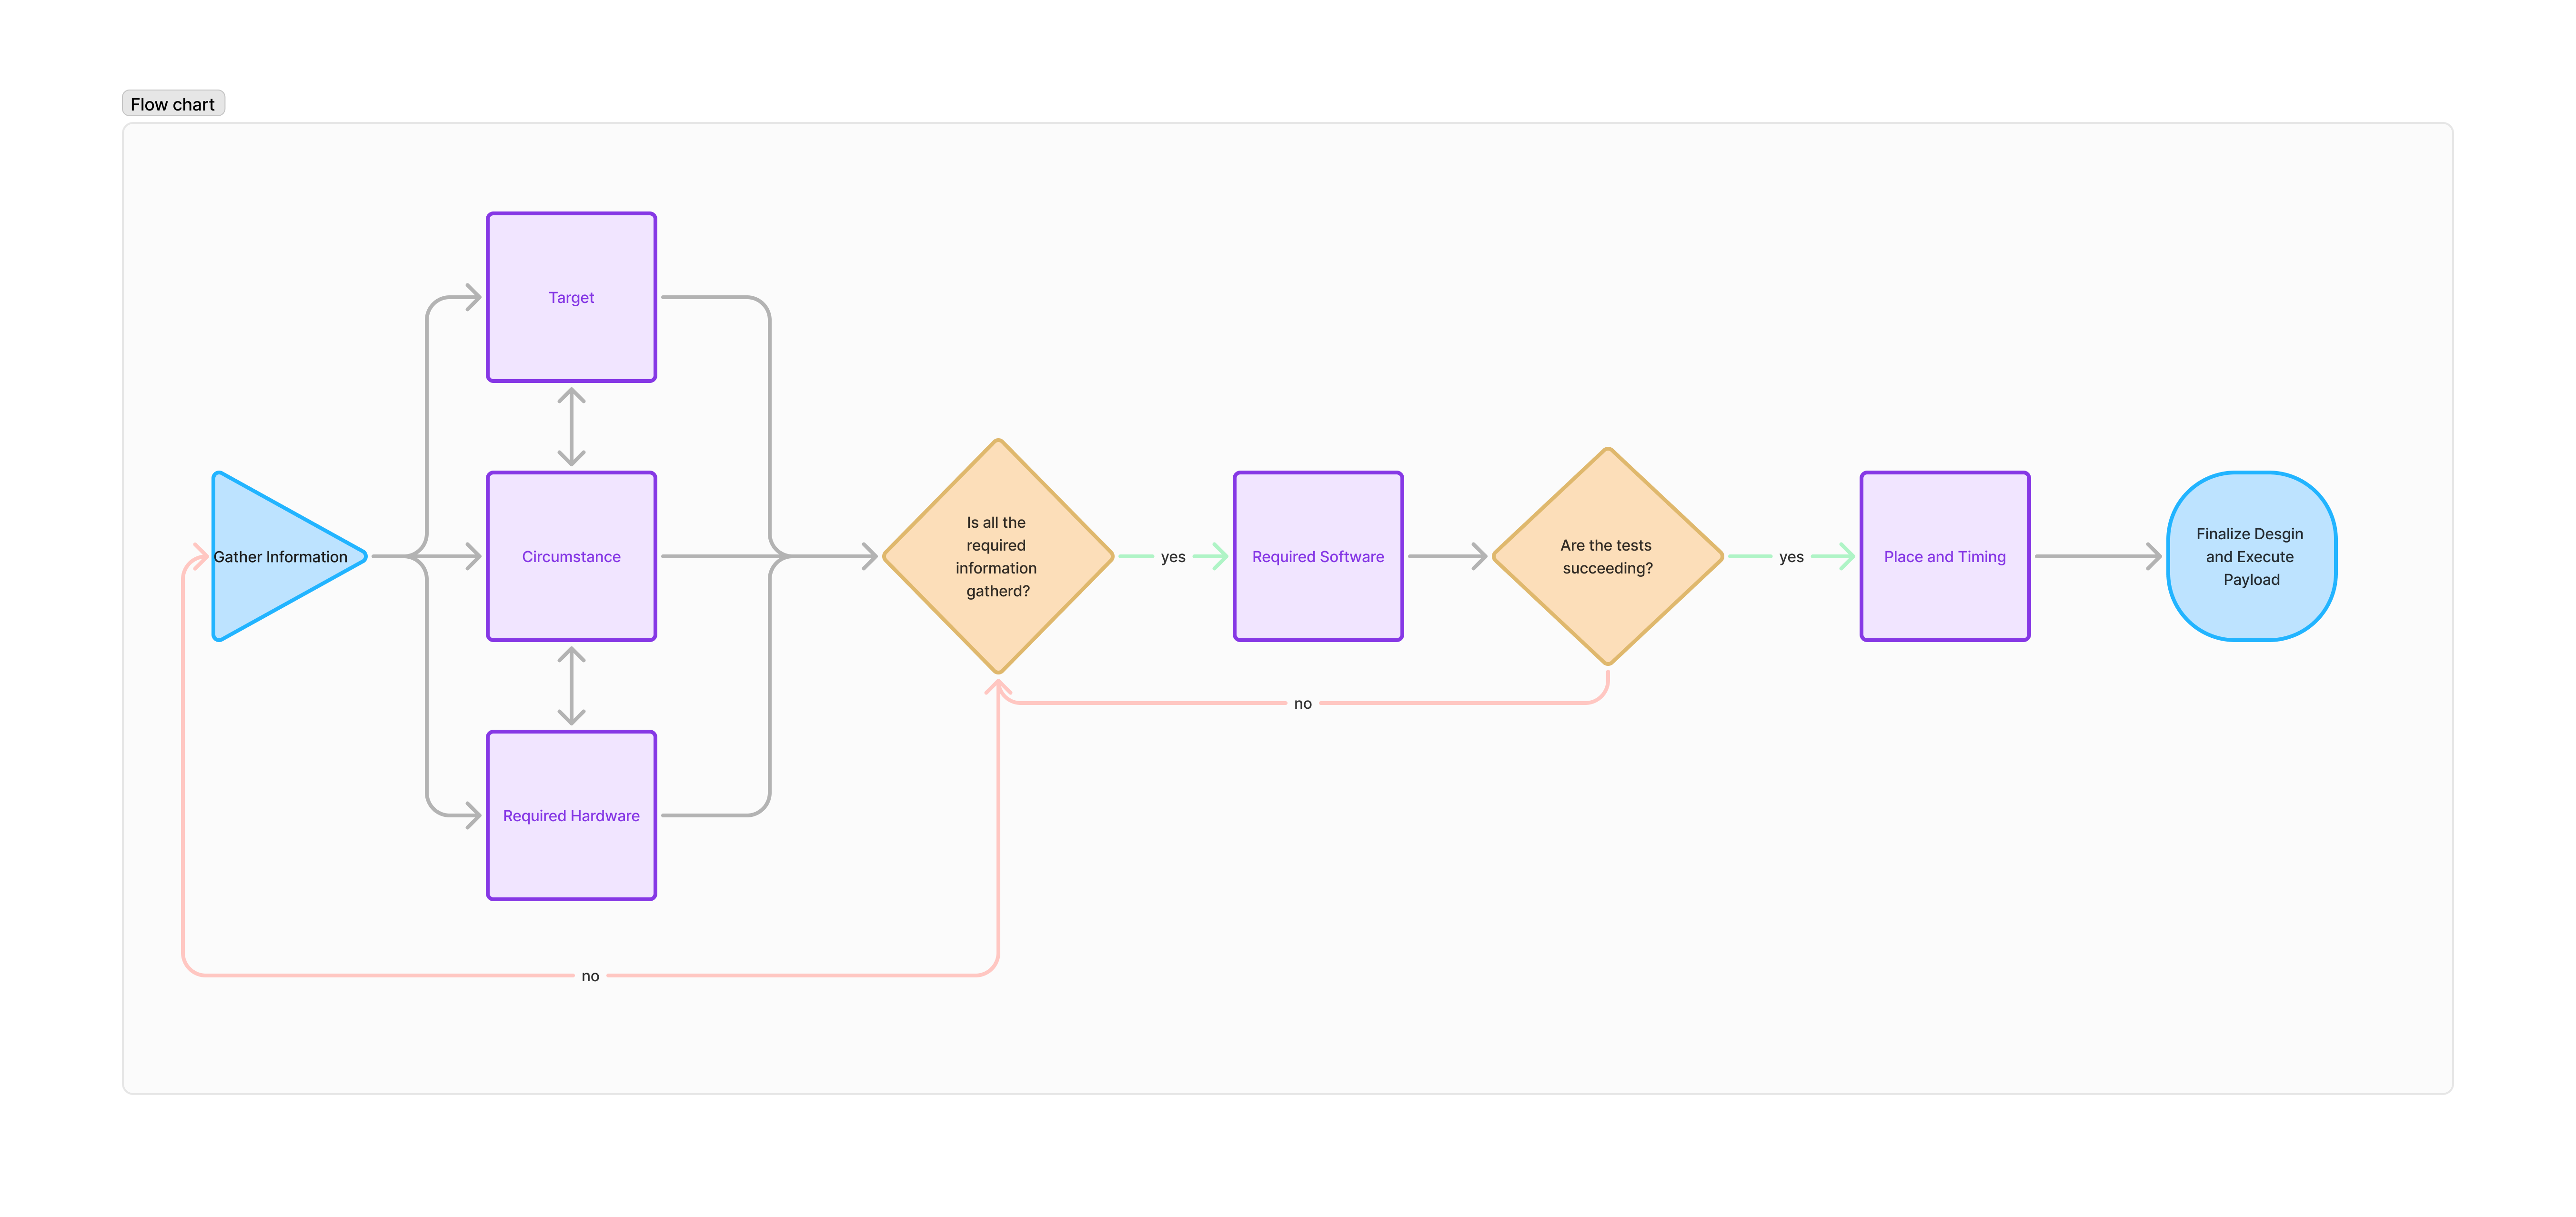 Flow chart
Target
Gather Information
Circumstance
Required Hardware
Is all the
required
information
gatherd?
yes
Required Software
Are the tests
succeeding?
yes
Place and Timing
Finalize Desgin
and Execute
Payload
no
no